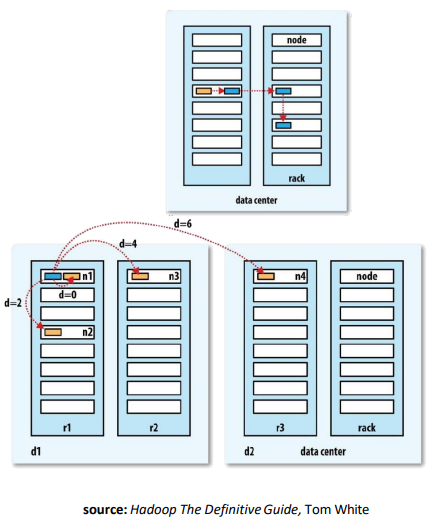 node
rack
data center
d=6
d=4
n1 n3 n4 node
d=0
d=2
n2
r1 r2 r3 rack
d1 d2 data center
source: Hadoop The Definitive Guide, Tom White